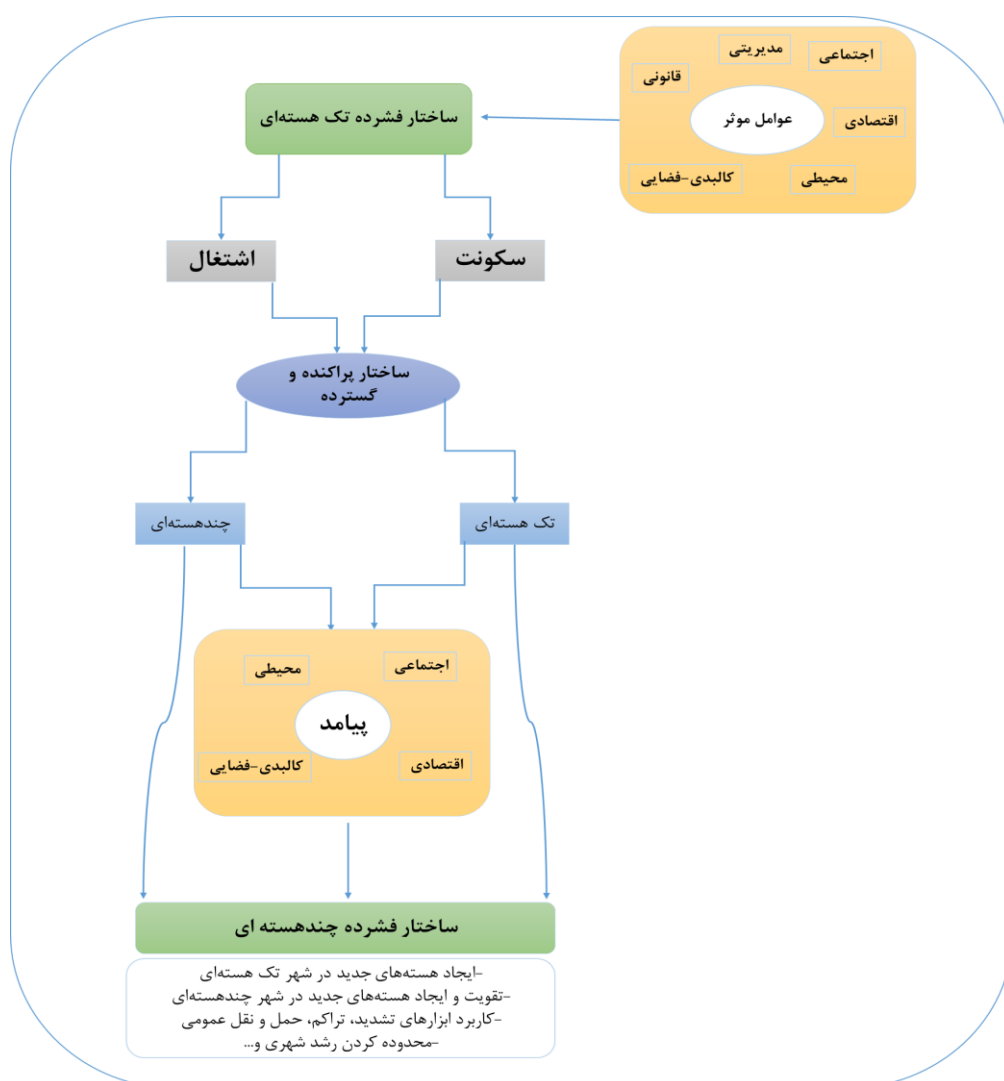 اجتماعی
مدیریتی
قانونی
عوامل موثر
اقتصادی
محیطی
کالبدی-فضایی
ساختار فشرده تک هسته‌ای
سکونت
اشتغال
ساختار پراکنده و
گسترده
تک هسته‌ای
چندهسته‌ای
اجتماعی
محیطی
پیامد
اقتصادی
کالبدی-فضایی
ساختار فشرده چندهسته ای
-ایجاد هسته‌های جدید در شهر تک هسته‌ای
-تقویت و ایجاد هسته‌های جدید در شهر چندهسته‌ای
-کاربرد ابزارهای تشدید، تراکم، حمل و نقل عمومی
-محدوده کردن رشد شهری و...